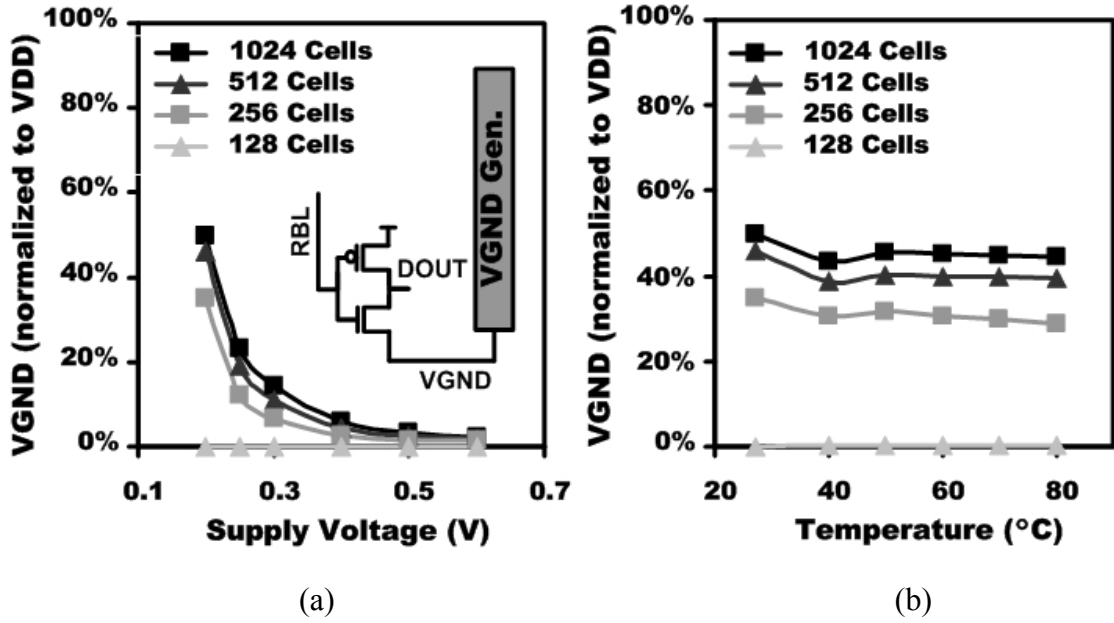 100%
80%
60%
40%
20%
0%
VGND (normalized to VDD)
1024 Cells
512 Cells
256 Cells
128 Cells
RBL
DOUT
VGND
VGND Gen.
0.1
0.3
0.5
0.7
Supply Voltage (V)
(a)
100%
80%
60%
40%
20%
0%
VGND (normalized to VDD)
1024 Cells
512 Cells
256 Cells
128 Cells
20
40
60
80
Temperature (°C)
(b)